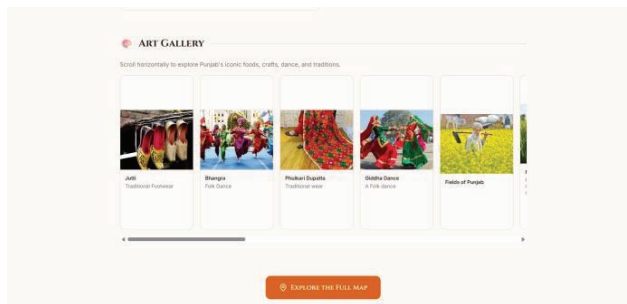 ART GALLERY
Scroll horizontally to explore Punjab's iconic foods, crafts, dance, and traditions.
Jutti
Traditional Footwear
Bhangra
Folk Dance
Phulkari Dupatta
Traditional wear
Giddha Dance
A Folk dance
Fields of Punjab
EXPLORE THE FULL MAP